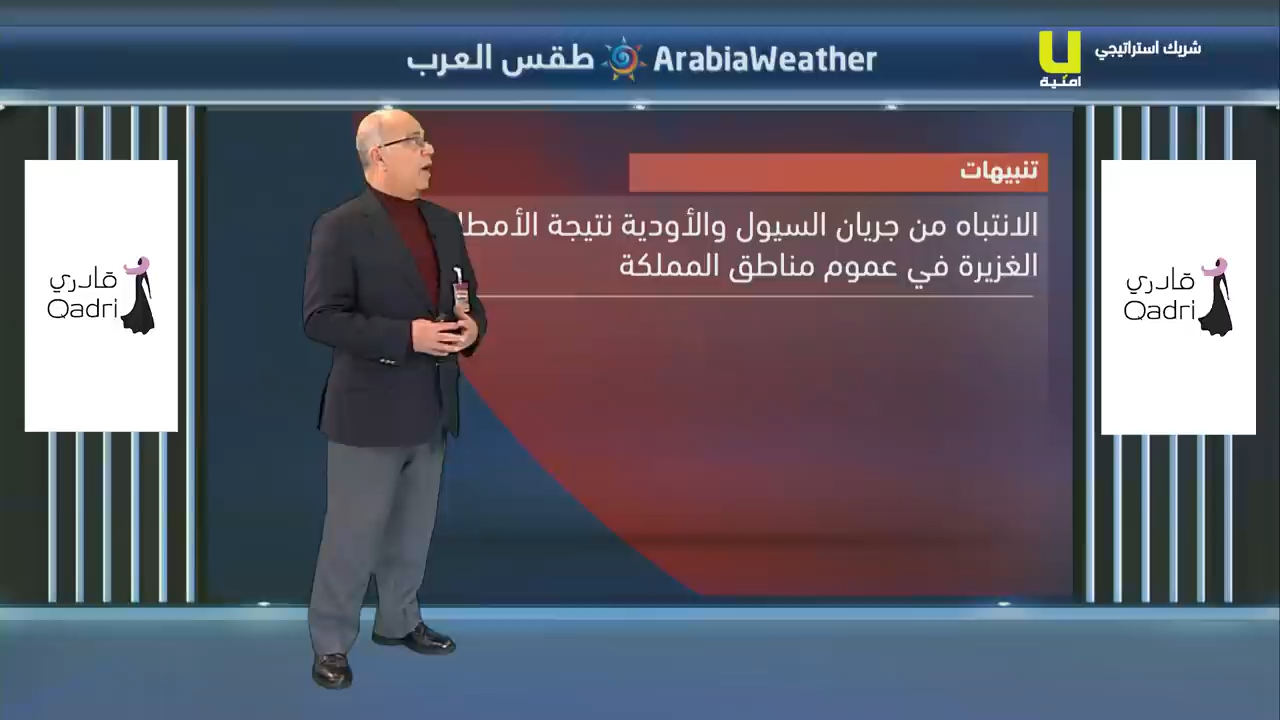 طقس العرب ArabiaWeather
شريك استراتيجي
امنية
تنبيهات
الانتباه من جريان السيول والأودية نتيجة
الغزيرة في عموم مناطق المملكة
قادري
Qadri
قادري
Qadri